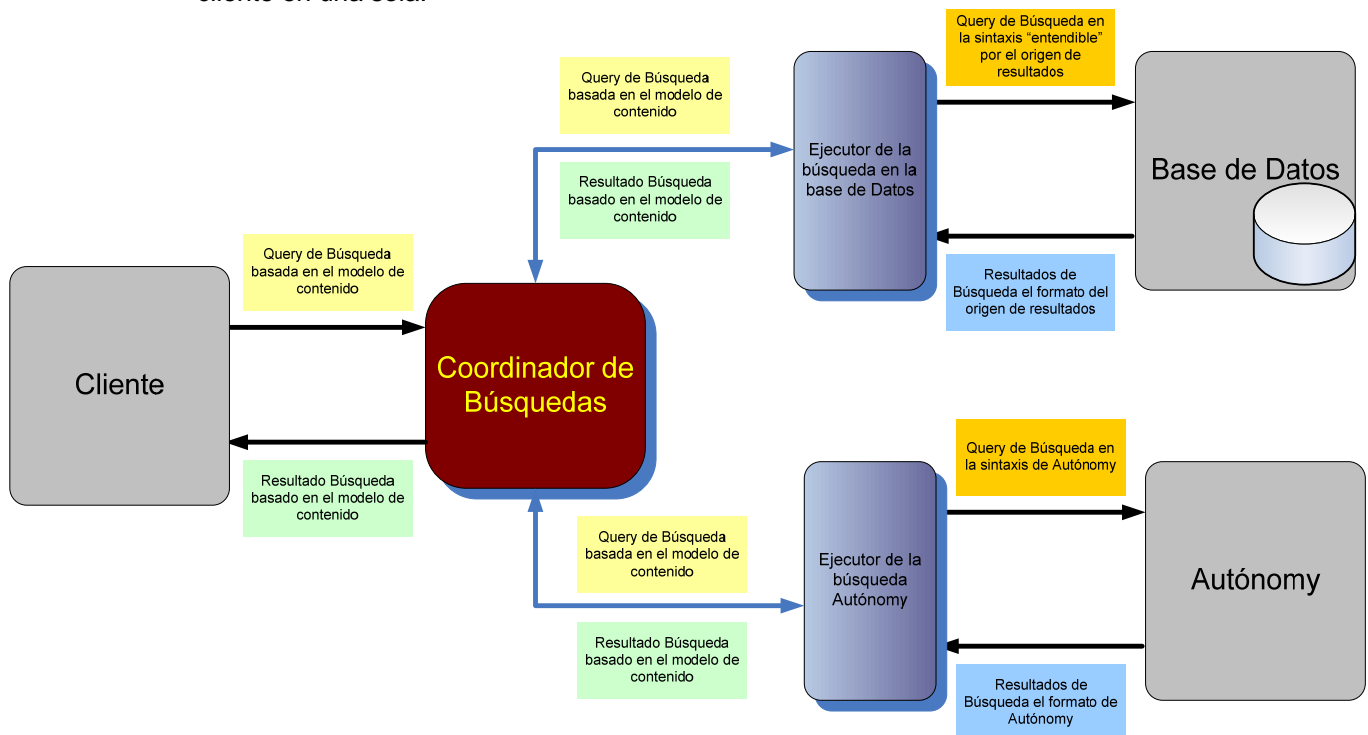 cliente en una sola.
Query de Búsqueda en
la sintaxis “entendible”
por el origen de
resultados
Query de Búsqueda
basada en el modelo de
contenido
Ejecutor de la
búsqueda en la
base de Datos
Base de Datos
Resultado Búsqueda
basado en el modelo de
contenido
Query de Búsqueda
basada en el modelo de
contenido
Resultados de
Búsqueda el formato del
origen de resultados
Cliente
Coordinador de
Búsquedas
Resultado Búsqueda
basado en el modelo de
contenido
Query de Búsqueda en
la sintaxis de Autónomy
Query de Búsqueda
basada en el modelo de
contenido
Ejecutor de la
búsqueda
Autónomy
Autónomy
Resultado Búsqueda
basado en el modelo de
contenido
Resultados de
Búsqueda el formato de
Autónomy